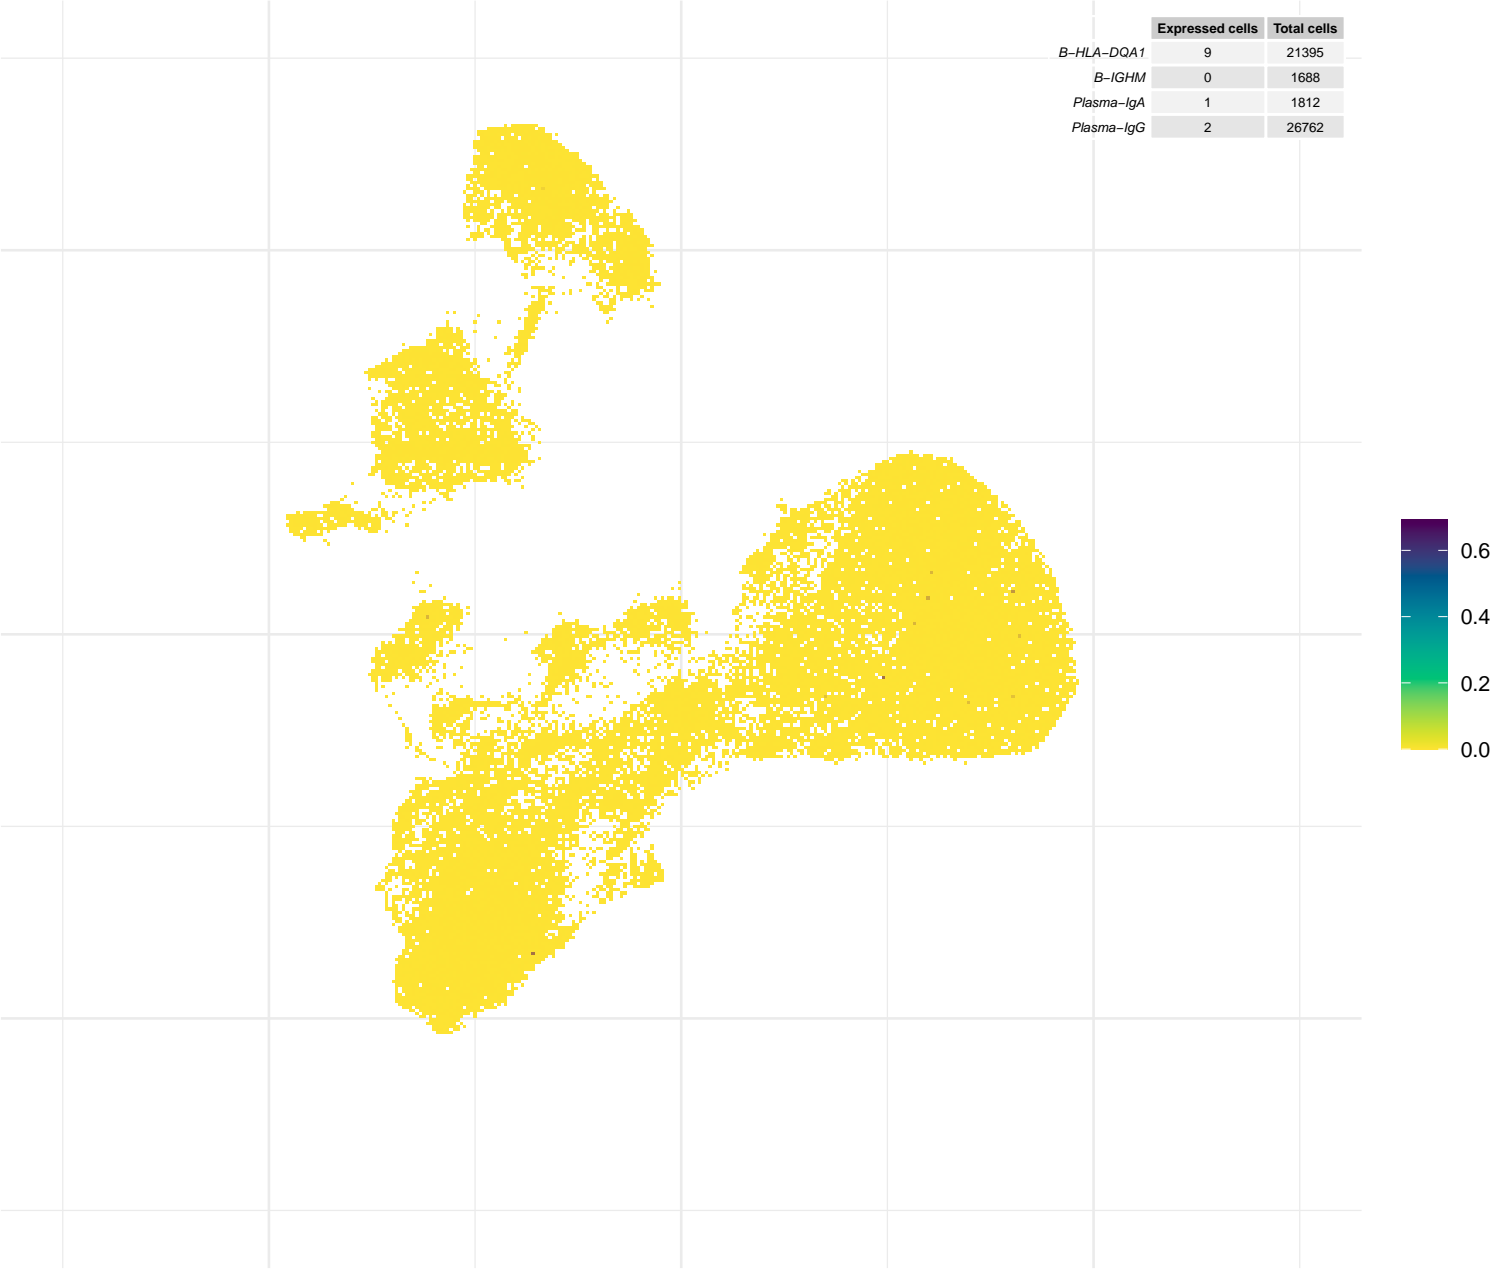 Expressed cells Total cells
B−HLA−DQA1 9 21395
B−IGHM 0 1688
Plasma−IgA 1 1812
Plasma−IgG 2 26762
0.6
0.4
0.2
0.0